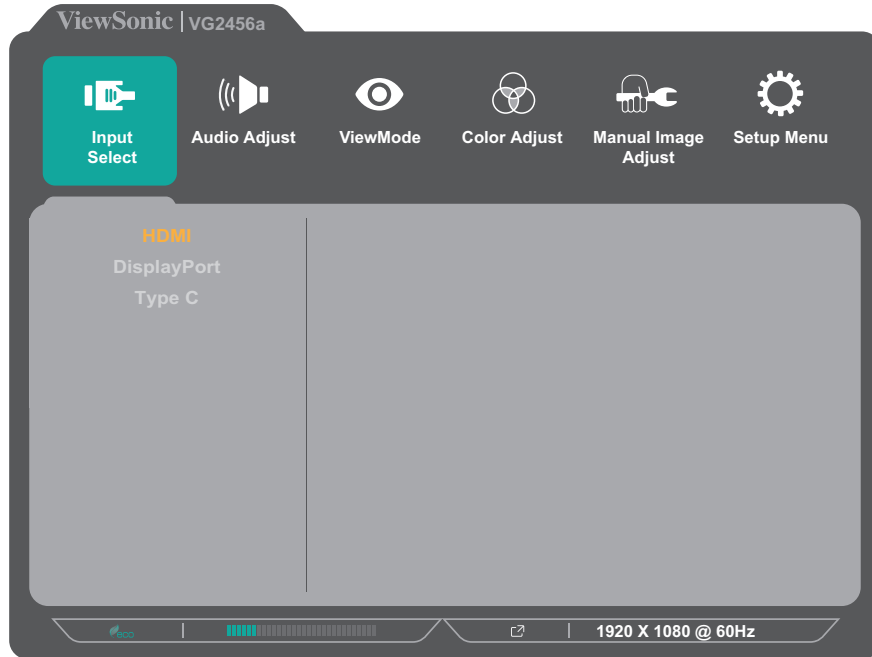 ViewSonic | VG2456a
Input Select
Audio Adjust
ViewMode
Color Adjust
Manual Image Adjust
Setup Menu
HDMI
DisplayPort
Type C
eco
1920 X 1080 @ 60Hz